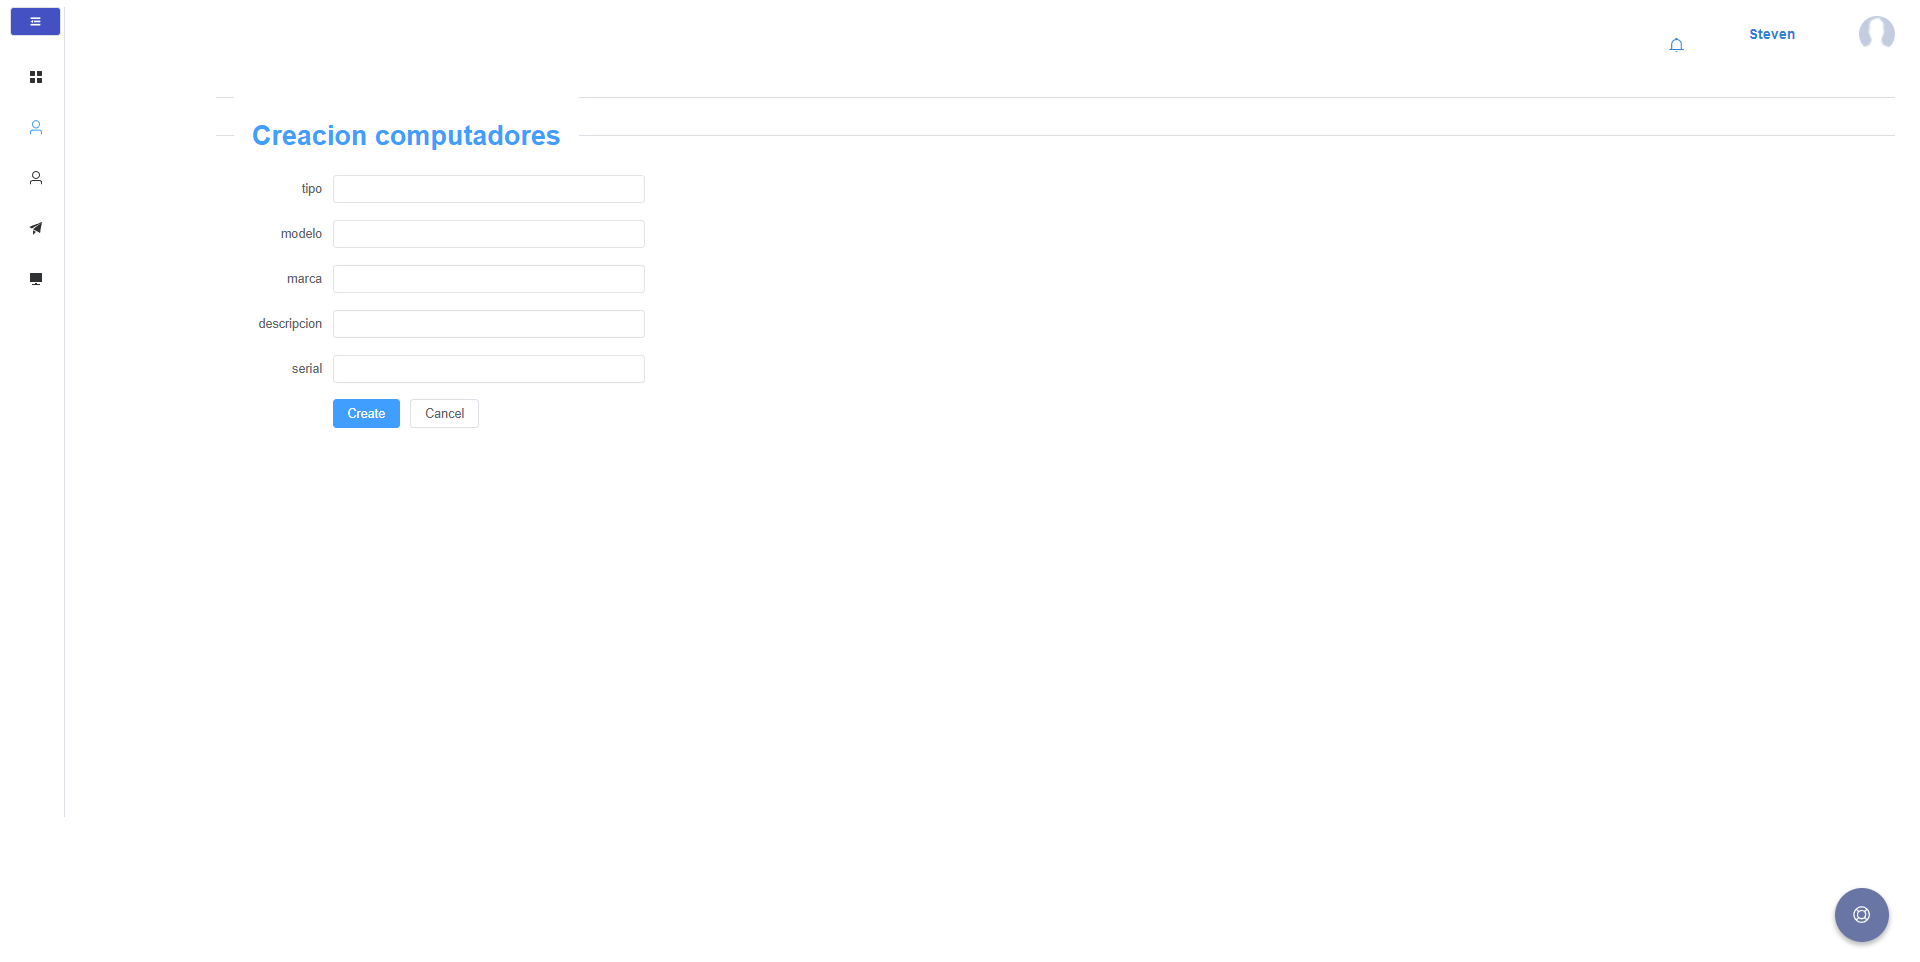 Steven
Creacion computadores
tipo
modelo
marca
descripcion
serial
Create Cancel